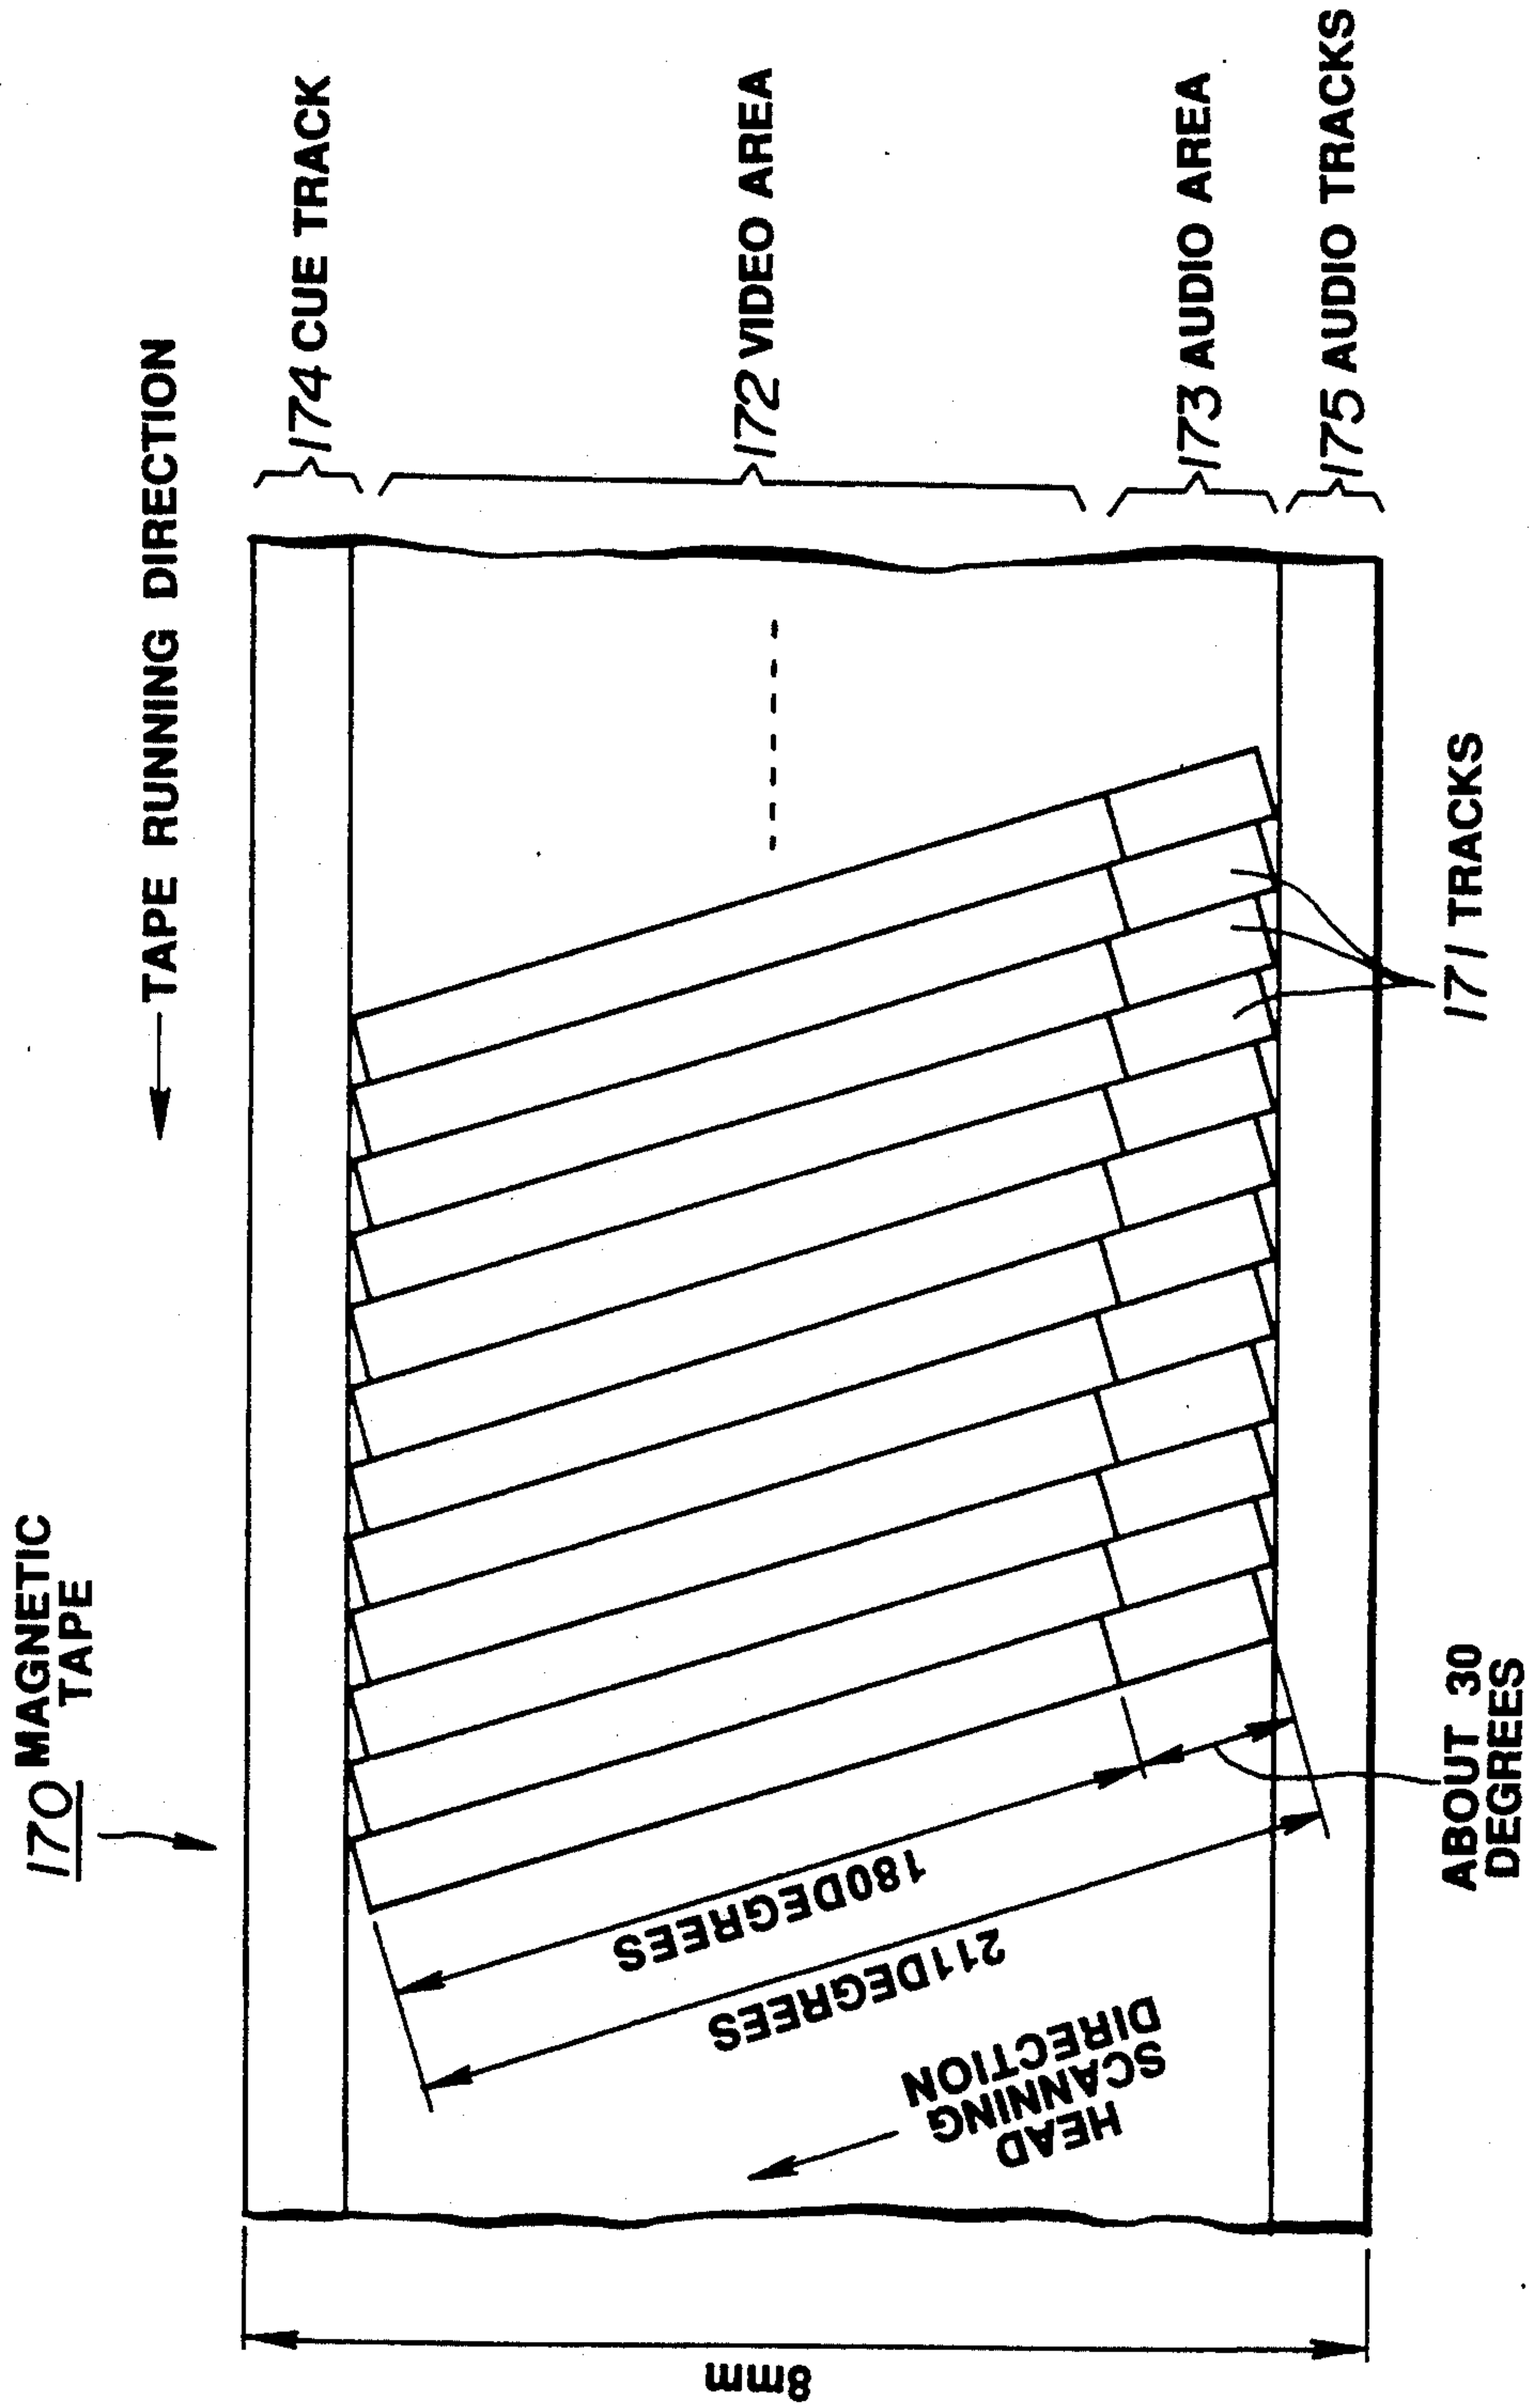 170 MAGNETIC
TAPE
TAPE RUNNING DIRECTION
174 CUE TRACK
172 VIDEO AREA
173 AUDIO AREA
175 AUDIO TRACKS
171 TRACKS
ABOUT 30
DEGREES
180DEGREES
211DEGREES
HEAD
SCANNING
DIRECTION
8mm